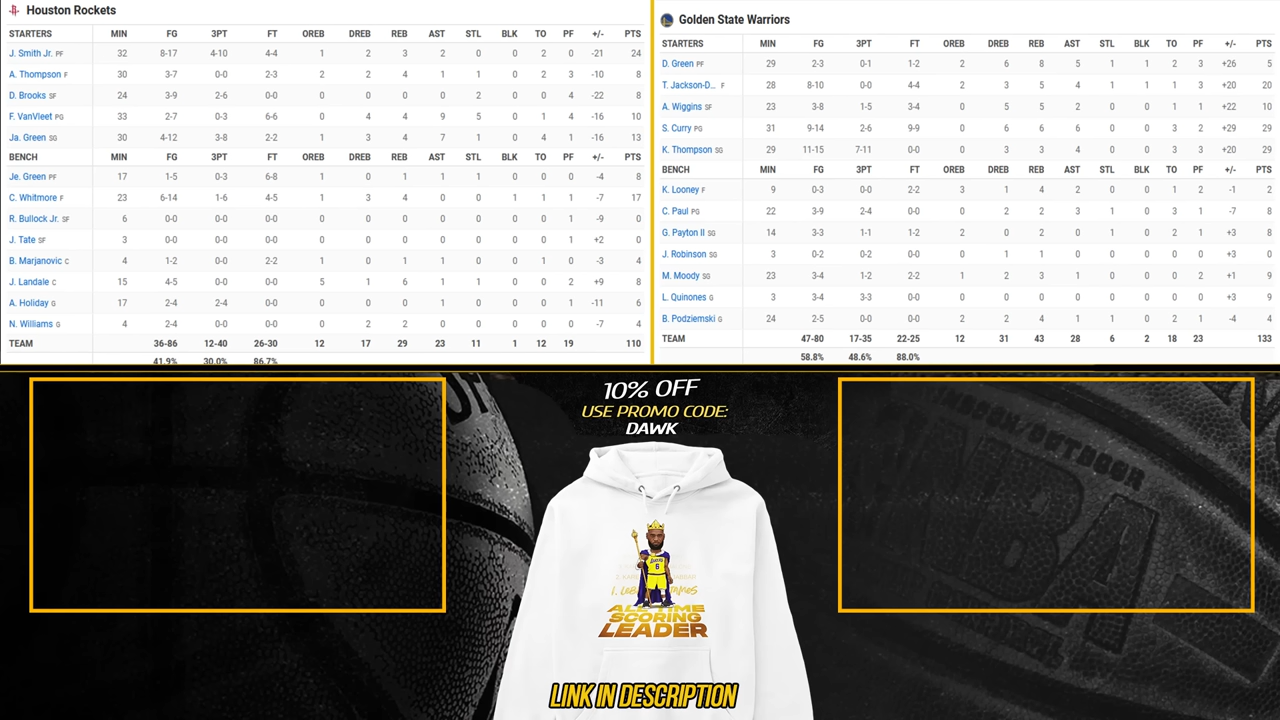 Houston Rockets
STARTERS MIN FG 3PT FT OREB DREB REB AST STL BLK TO PF +/- PTS
J. Smith Jr. PF 32 8-17 4-10 4-4 1 2 3 2 0 0 2 3 -21 24
A. Thompson F 30 3-7 0-0 2-3 2 2 4 1 1 0 2 3 -10 8
D. Brooks SF 24 3-9 2-6 0-0 0 0 0 0 2 0 0 4 -22 8
F. VanVleet PG 33 2-7 0-3 6-6 0 4 4 9 5 0 1 4 -16 10
Ja. Green SG 30 4-12 3-8 2-2 1 3 4 7 1 0 4 1 -16 13
BENCH MIN FG 3PT FT OREB DREB REB AST STL BLK TO PF +/- PTS
Je. Green PF 17 1-5 0-3 6-8 1 0 1 1 1 0 0 0 -4 8
C. Whitmore F 23 6-14 1-6 4-5 1 3 4 0 0 1 1 1 -7 17
R. Bullock Jr. SF 6 0-0 0-0 0-0 0 0 0 0 0 0 0 1 -9 0
J. Tate SF 3 0-0 0-0 0-0 0 0 0 0 0 0 0 1 +2 0
B. Marjanovic C 4 1-2 0-0 2-2 1 0 1 1 0 0 1 0 -3 4
J. Landale C 15 4-5 0-0 0-0 5 1 6 1 1 0 0 2 +9 8
A. Holiday G 17 2-4 2-4 0-0 0 0 0 1 1 0 1 0 -11 6
N. Williams G 4 2-4 0-0 0-0 0 2 2 0 0 0 0 0 -7 4
TEAM 36-86 12-40 26-30 12 17 29 23 11 1 12 19 110
41.9% 30.0% 86.7%
Golden State Warriors
STARTERS MIN FG 3PT FT OREB DREB REB AST STL BLK TO PF +/- PTS
D. Green PF 29 2-3 0-1 1-2 2 6 8 5 1 1 2 3 +26 5
T. Jackson-D... F 28 8-10 0-0 4-4 2 3 5 4 1 1 1 3 +20 20
A. Wiggins SF 23 3-8 1-5 3-4 0 5 5 2 0 0 1 1 +22 10
S. Curry PG 31 9-14 2-6 9-9 0 6 6 6 1 0 3 2 +29 29
K. Thompson SG 29 11-15 7-11 0-0 0 3 3 4 0 0 3 3 +20 29
BENCH MIN FG 3PT FT OREB DREB REB AST STL BLK TO PF +/- PTS
K. Looney F 9 0-3 0-0 2-2 3 1 4 2 0 0 1 2 -1 2
C. Paul PG 22 3-9 2-4 0-0 0 2 2 3 1 0 3 1 -7 8
G. Payton II SG 14 3-3 1-1 1-2 0 2 2 0 0 0 1 2 +3 8
J. Robinson SG 3 0-2 0-2 0-0 0 1 1 0 0 0 0 3 +3 0
M. Moody SG 23 3-4 1-2 2-2 1 2 3 1 0 0 2 2 +1 9
L. Quinones G 3 3-4 3-3 0-0 0 0 0 0 1 0 0 0 +3 9
B. Podziemski G 24 2-5 0-0 0-0 2 2 4 1 1 0 2 1 -4 4
TEAM 47-80 17-35 22-25 12 31 43 28 6 2 18 23 133
58.8% 48.6% 88.0%
10% OFF
USE PROMO CODE:
DAWK
ALL TIME
SCORING
LEADER
LINK IN DESCRIPTION